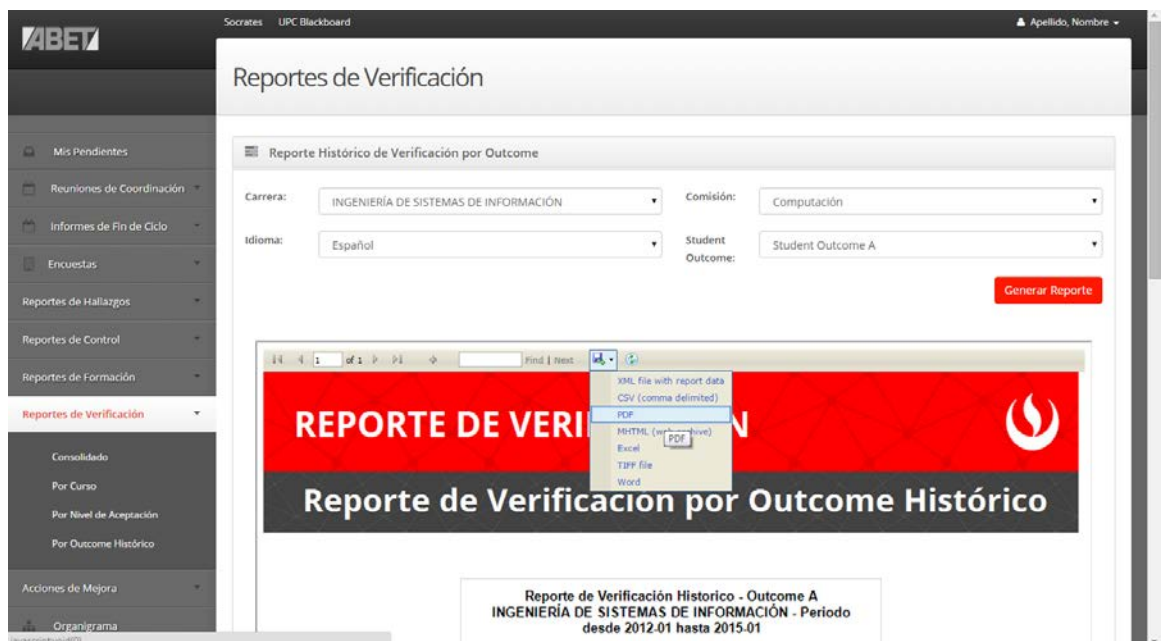 ABET
Socrates UPC Blackboard
Apellido, Nombre
Reportes de Verificación
Mis Pendientes
Reuniones de Coordinación
Informes de Fin de Ciclo
Encuestas
Reportes de Hallazgos
Reportes de Control
Reportes de Formación
Reportes de Verificación
Consolidado
Por Curso
Por Nivel de Aceptación
Por Outcome Histórico
Acciones de Mejora
Organigrama
Reporte Histórico de Verificación por Outcome
Carrera: INGENIERÍA DE SISTEMAS DE INFORMACIÓN
Comisión: Computación
Idioma: Español
Student Outcome: Student Outcome A
Generar Reporte
1 of 1 Find | Next
XML file with report data
CSV (comma delimited)
PDF
MHTML (web archive)
PDF
Excel
TIFF file
Word
REPORTE DE VERI N
Reporte de Verificación por Outcome Histórico
Reporte de Verificación Historico - Outcome A
INGENIERÍA DE SISTEMAS DE INFORMACIÓN - Periodo
desde 2012-01 hasta 2015-01